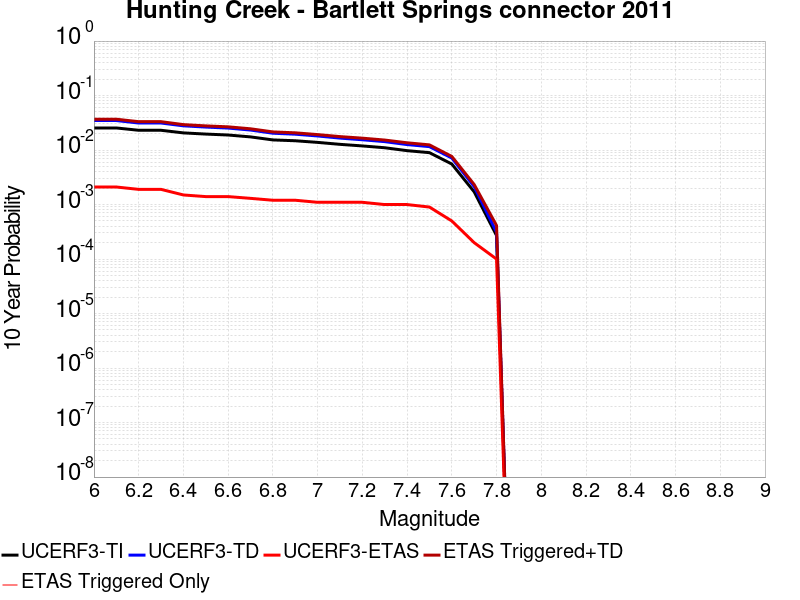 Hunting Creek - Bartlett Springs connector 2011
10^0
10^-1
10^-2
10^-3
10^-4
10^-5
10^-6
10^-7
10^-8
10 Year Probability
6 6.2 6.4 6.6 6.8 7 7.2 7.4 7.6 7.8 8 8.2 8.4 8.6 8.8 9
Magnitude
UCERF3-TI UCERF3-TD UCERF3-ETAS ETAS Triggered+TD
ETAS Triggered Only